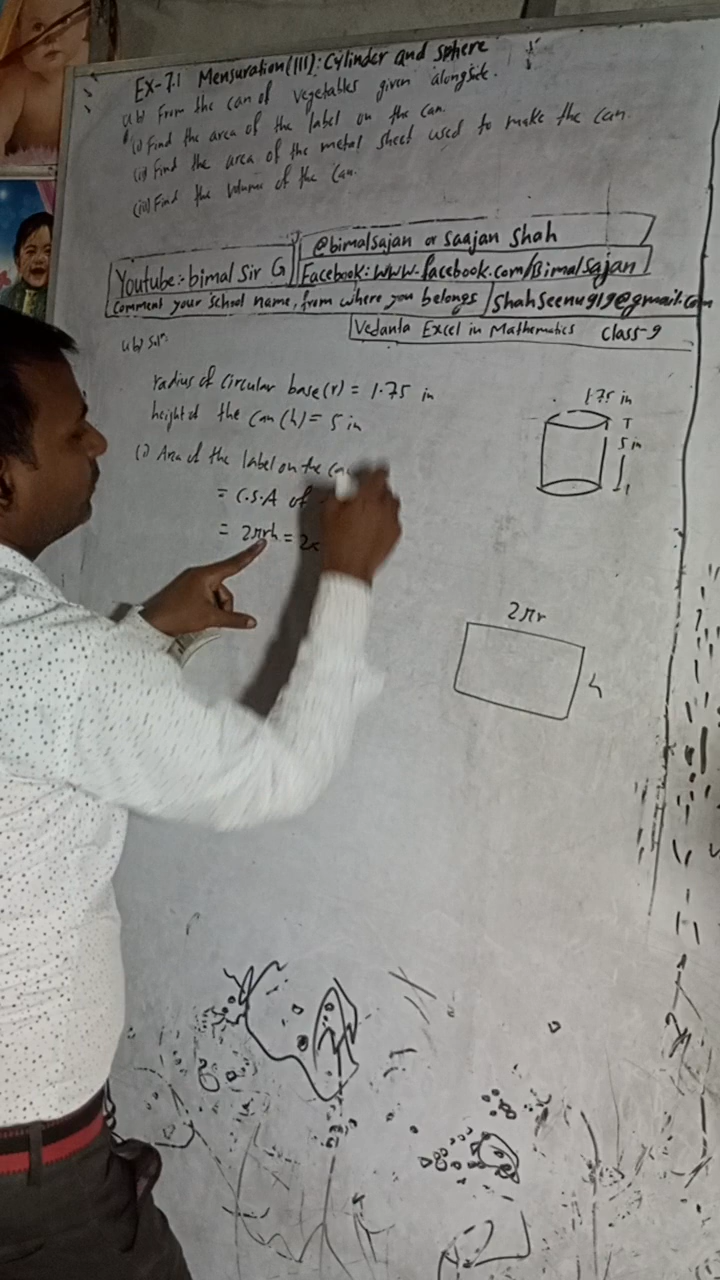 Ex-7.1 Mensuration(III): Cylinder and Sphere
4.b) From the can of vegetables given alongside.
(i) Find the area of the label on the can.
(ii) Find the area of the metal sheet used to make the can.
(iii) Find the volume of the can.
@bimalsajan or Saajan Shah
Youtube:- bimal Sir G
Facebook: www.facebook.com/Bimalsajan
Comment your school name, from where you belongs
Shahseenu919@gmail.com
Vedanta Excel in Mathematics Class-9
4.b) Solⁿ:
radius of circular base(r) = 1.75 in
height of the can (h) = 5 in
1.75 in
5 in
(i) Area of the label on the ca
= C.S.A of
= 2πrh = 2×
2πr
h